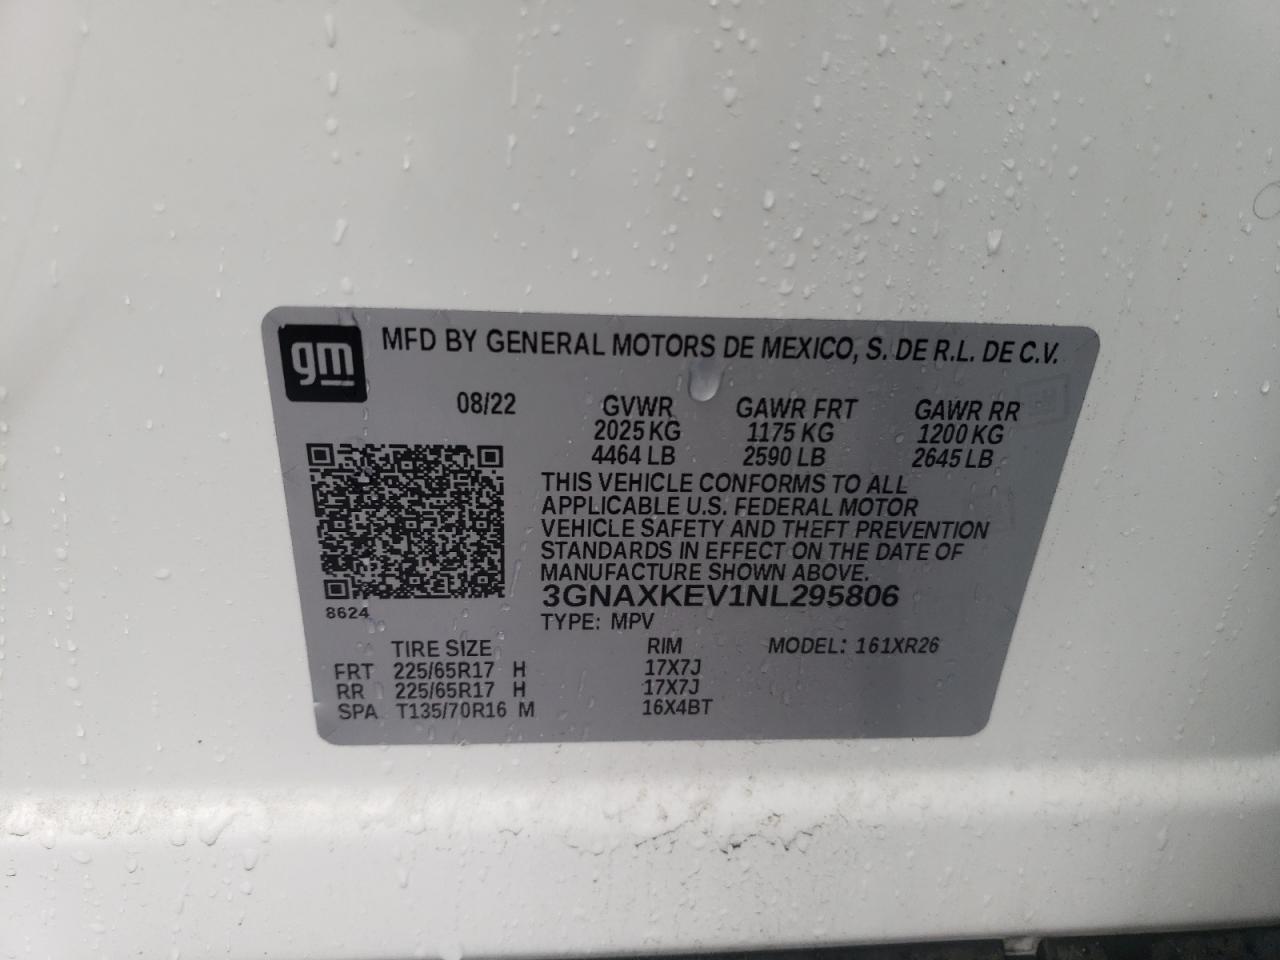 gm
MFD BY GENERAL MOTORS DE MEXICO, S. DE R.L. DE C.V.
08/22 GVWR GAWR FRT GAWR RR
2025 KG 1175 KG 1200 KG
4464 LB 2590 LB 2645 LB
THIS VEHICLE CONFORMS TO ALL
APPLICABLE U.S. FEDERAL MOTOR
VEHICLE SAFETY AND THEFT PREVENTION
STANDARDS IN EFFECT ON THE DATE OF
MANUFACTURE SHOWN ABOVE.
3GNAXKEV1NL295806
8624
TYPE: MPV
TIRE SIZE RIM MODEL: 161XR26
FRT 225/65R17 H 17X7J
RR 225/65R17 H 17X7J
SPA T135/70R16 M 16X4BT